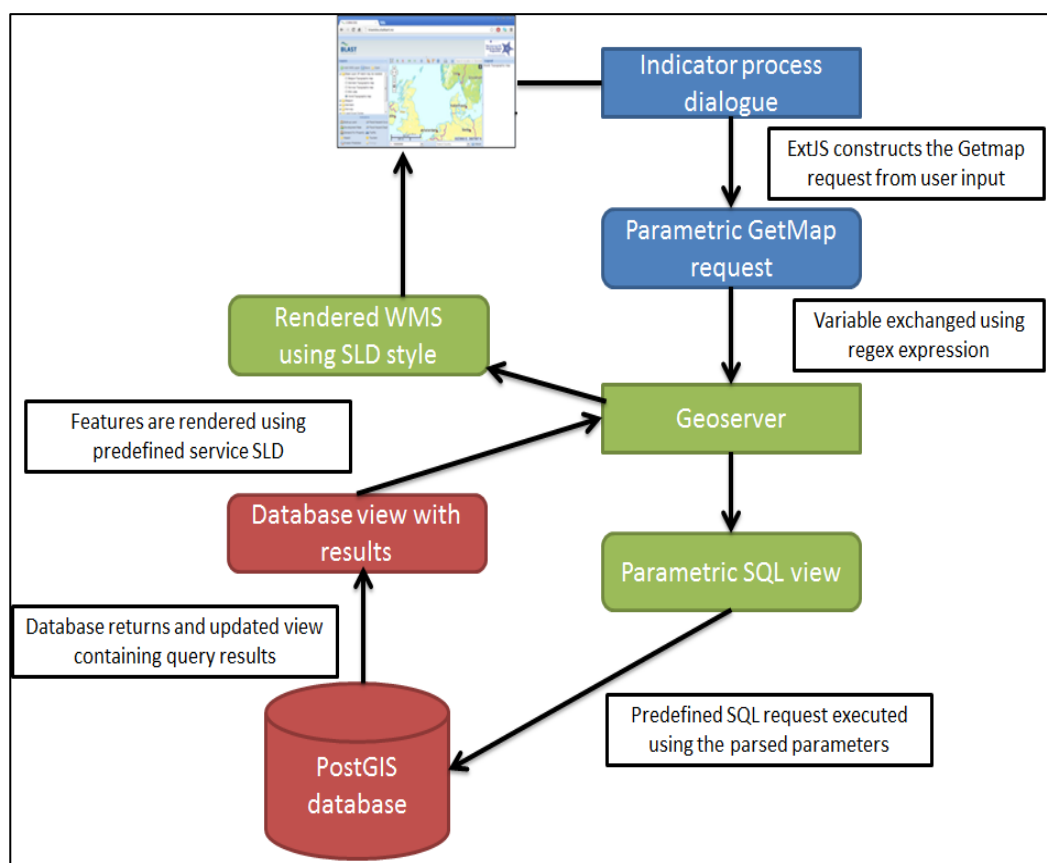 BLAST
Indicator process
dialogue
ExtJS constructs the Getmap
request from user input
Parametric GetMap
request
Variable exchanged using
regex expression
Rendered WMS
using SLD style
Geoserver
Features are rendered using
predefined service SLD
Database view with
results
Parametric SQL view
Database returns and updated view
containing query results
Predefined SQL request executed
using the parsed parameters
PostGIS
database